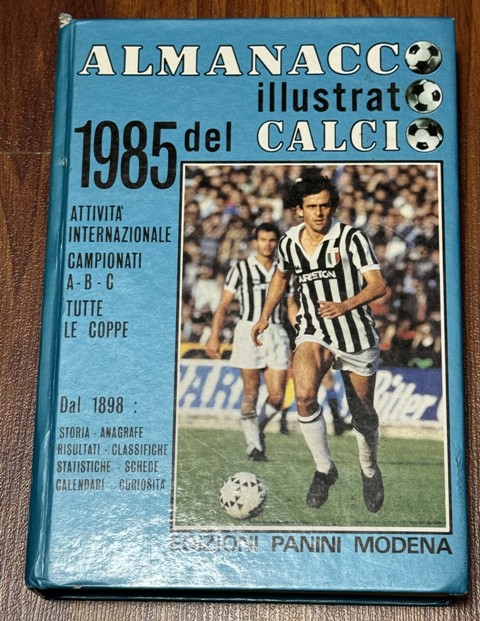 ALMANACCO
illustrato
1985 del CALCIO
ATTIVITA'
INTERNAZIONALE
CAMPIONATI
A-B-C
TUTTE
LE COPPE
ARISTON
Dal 1898 :
STORIA - ANAGRAFE
RISULTATI - CLASSIFICHE
STATISTICHE - SCHEDE
CALENDARI - CURIOSITA'
EDIZIONI PANINI MODENA